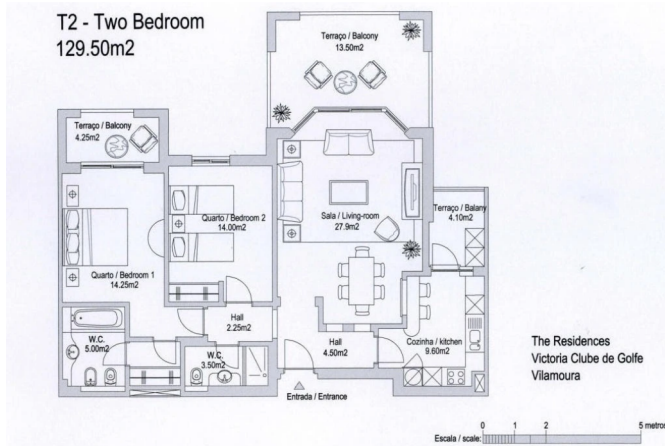 T2 - Two Bedroom
129.50m2
Terraço / Balcony
13.50m2
Terraço / Balcony
4.25m2
Quarto / Bedroom 2
14.00m2
Sala / Living-room
27.9m2
Terraço / Balany
4.10m2
Quarto / Bedroom 1
14.25m2
Hall
2.25m2
W.C.
5.00m2
W.C.
3.50m2
Hall
4.50m2
Cozinha / kitchen
9.60m2
Entrada / Entrance
The Residences
Victoria Clube de Golfe
Vilamoura
Escala / scale:
0 1 2 5 metros